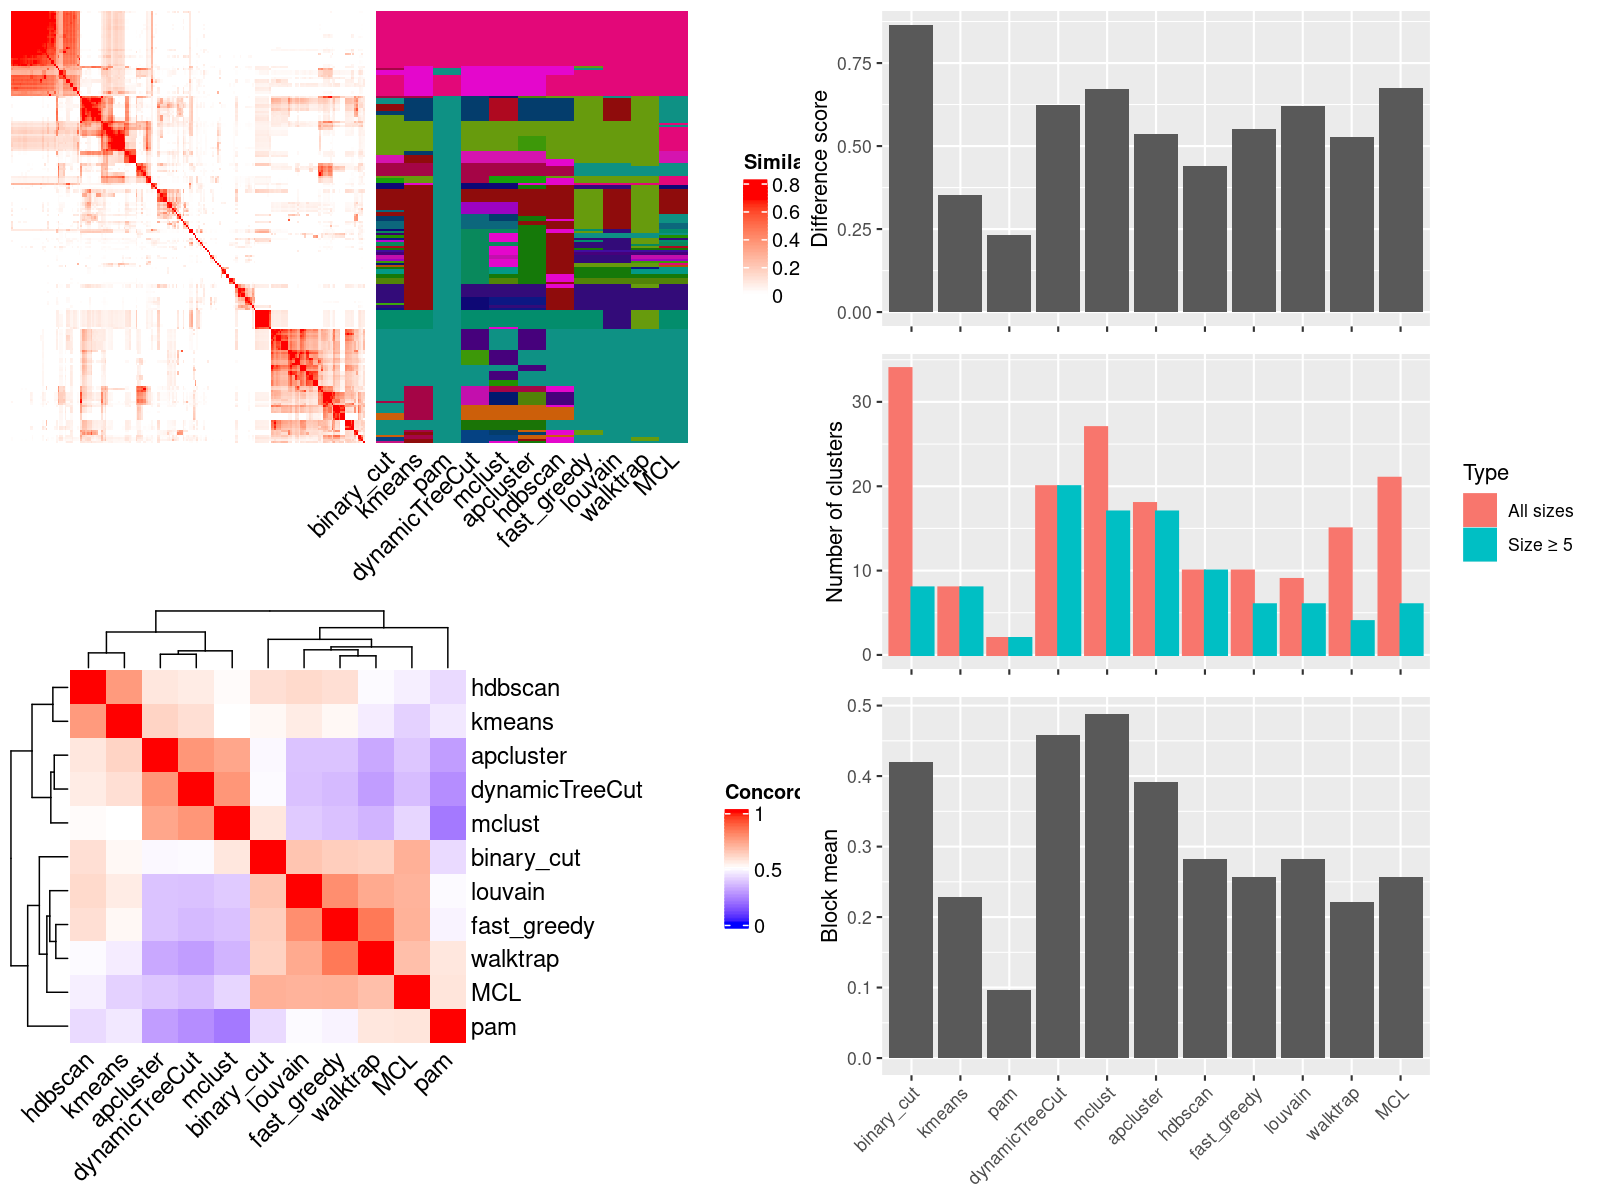 Simila
0.8
0.6
0.4
0.2
0
binary_cut
kmeans
pam
dynamicTreeCut
mclust
apcluster
hdbscan
fast_greedy
louvain
walktrap
MCL
hdbscan
kmeans
apcluster
dynamicTreeCut
mclust
binary_cut
louvain
fast_greedy
walktrap
MCL
pam
Concord
1
0.5
0
hdbscan
kmeans
apcluster
dynamicTreeCut
mclust
binary_cut
louvain
fast_greedy
walktrap
MCL
pam
Difference score
0.75
0.50
0.25
0.00
Number of clusters
30
20
10
0
Type
All sizes
Size ≥ 5
Block mean
0.5
0.4
0.3
0.2
0.1
0.0
binary_cut
kmeans
pam
dynamicTreeCut
mclust
apcluster
hdbscan
fast_greedy
louvain
walktrap
MCL